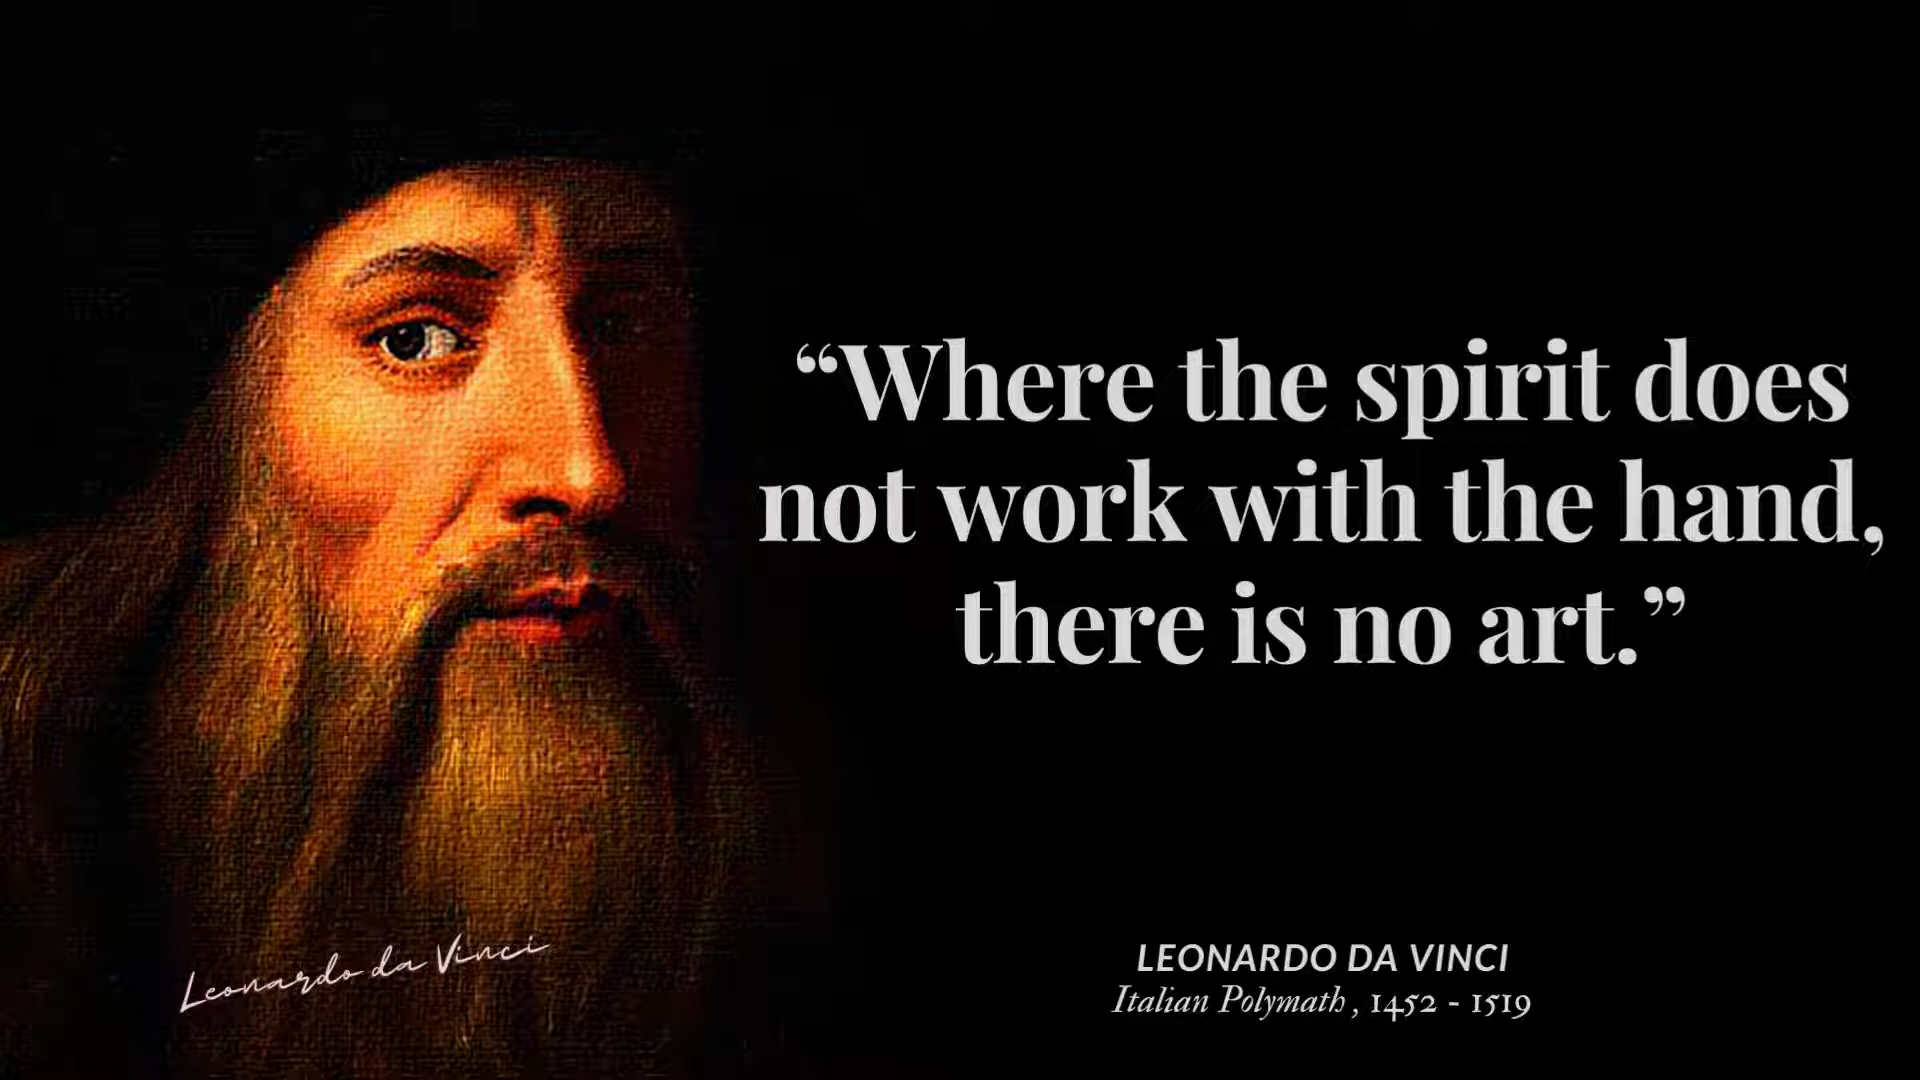 “Where the spirit does
not work with the hand,
there is no art.”
Leonardo da Vinci
LEONARDO DA VINCI
Italian Polymath , 1452 - 1519